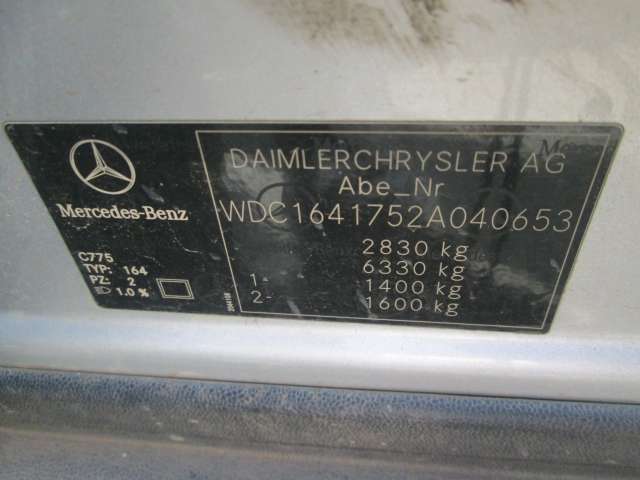 Mercedes-Benz
DAIMLERCHRYSLER AG
Abe_Nr
WDC1641752A040653
2830 kg
6330 kg
1- 1400 kg
2- 1600 kg
C775
TYP: 164
PZ: 2
1.0 %